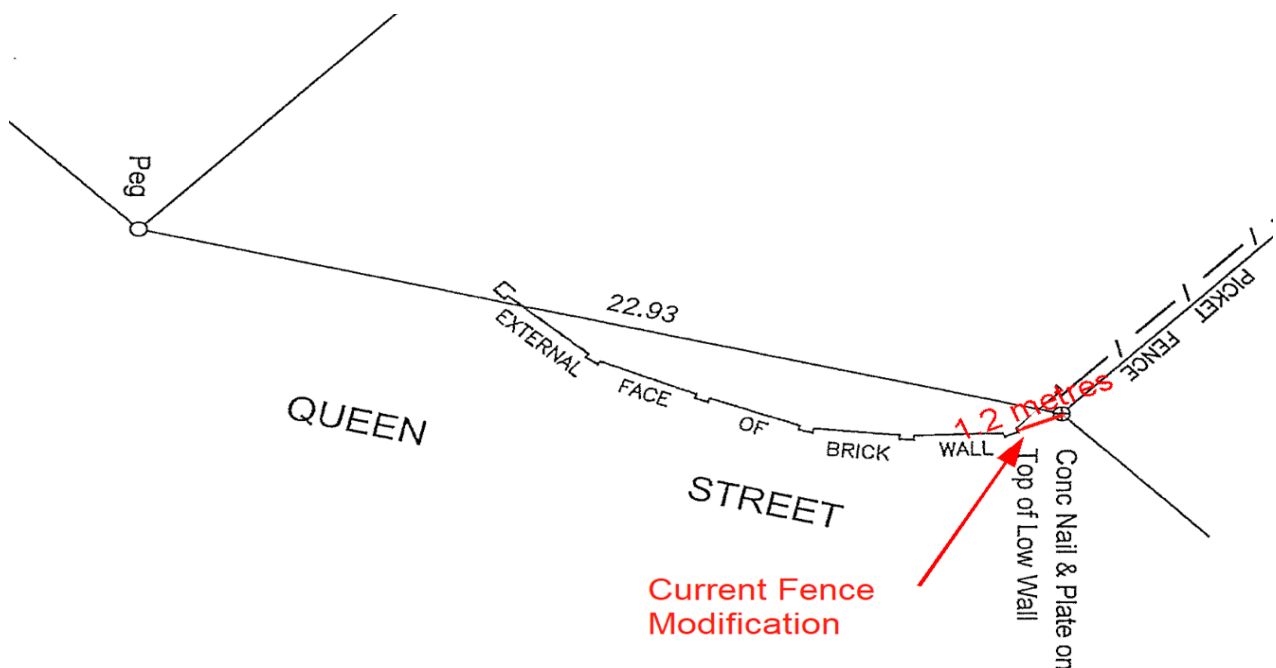 Peg
22.93
EXTERNAL FACE OF BRICK WALL
PICKET FENCE
1.2 metres
QUEEN STREET
Conc Nail & Plate on
Top of Low Wall
Current Fence
Modification